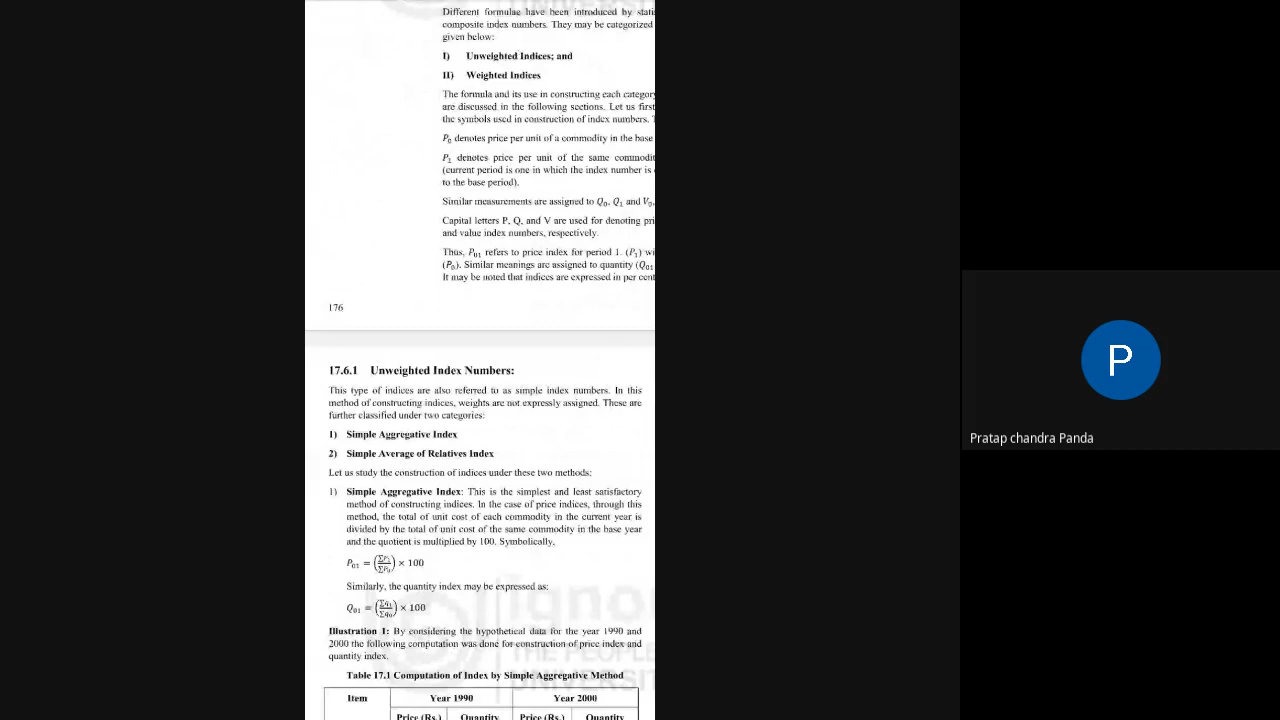 Different formulae have been introduced by
composite index numbers. They may be categorized
given below:
I) Unweighted Indices; and
II) Weighted Indices
The formula and its use in constructing each category
are discussed in the following sections. Let us first
the symbols used in construction of index numbers.
P₀ denotes price per unit of a commodity in the base
P₁ denotes price per unit of the same
(current period is one in which the index number is
to the base period).
Similar measurements are assigned to Q₀, Q₁ and V₀,
Capital letters P, Q, and V are used for denoting
and value index numbers, respectively.
Thus, P₀₁ refers to price index for period 1. (P₁)
(P₀). Similar meanings are assigned to quantity (Q₀₁
It may be noted that indices are expressed in per cent
176
17.6.1 Unweighted Index Numbers:
This type of indices are also referred to as simple index numbers. In this
method of constructing indices, weights are not expressly assigned. These are
further classified under two categories:
1) Simple Aggregative Index
2) Simple Average of Relatives Index
Let us study the construction of indices under these two methods:
1) Simple Aggregative Index: This is the simplest and least satisfactory
method of constructing indices. In the case of price indices, through this
method, the total of unit cost of each commodity in the current year is
divided by the total of unit cost of the same commodity in the base year
and the quotient is multiplied by 100. Symbolically,
P₀₁ = (ΣP₁/ΣP₀) × 100
Similarly, the quantity index may be expressed as:
Q₀₁ = (Σq₁/Σq₀) × 100
Illustration 1: By considering the hypothetical data for the year 1990 and
2000 the following computation was done for construction of price index and
quantity index.
Table 17.1 Computation of Index by Simple Aggregative Method
Item Year 1990 Year 2000
Price (Rs.) Quantity Price (Rs.) Quantity
ignou
THE PEOPLE
UNIVERSITY
P
Pratap chandra Panda